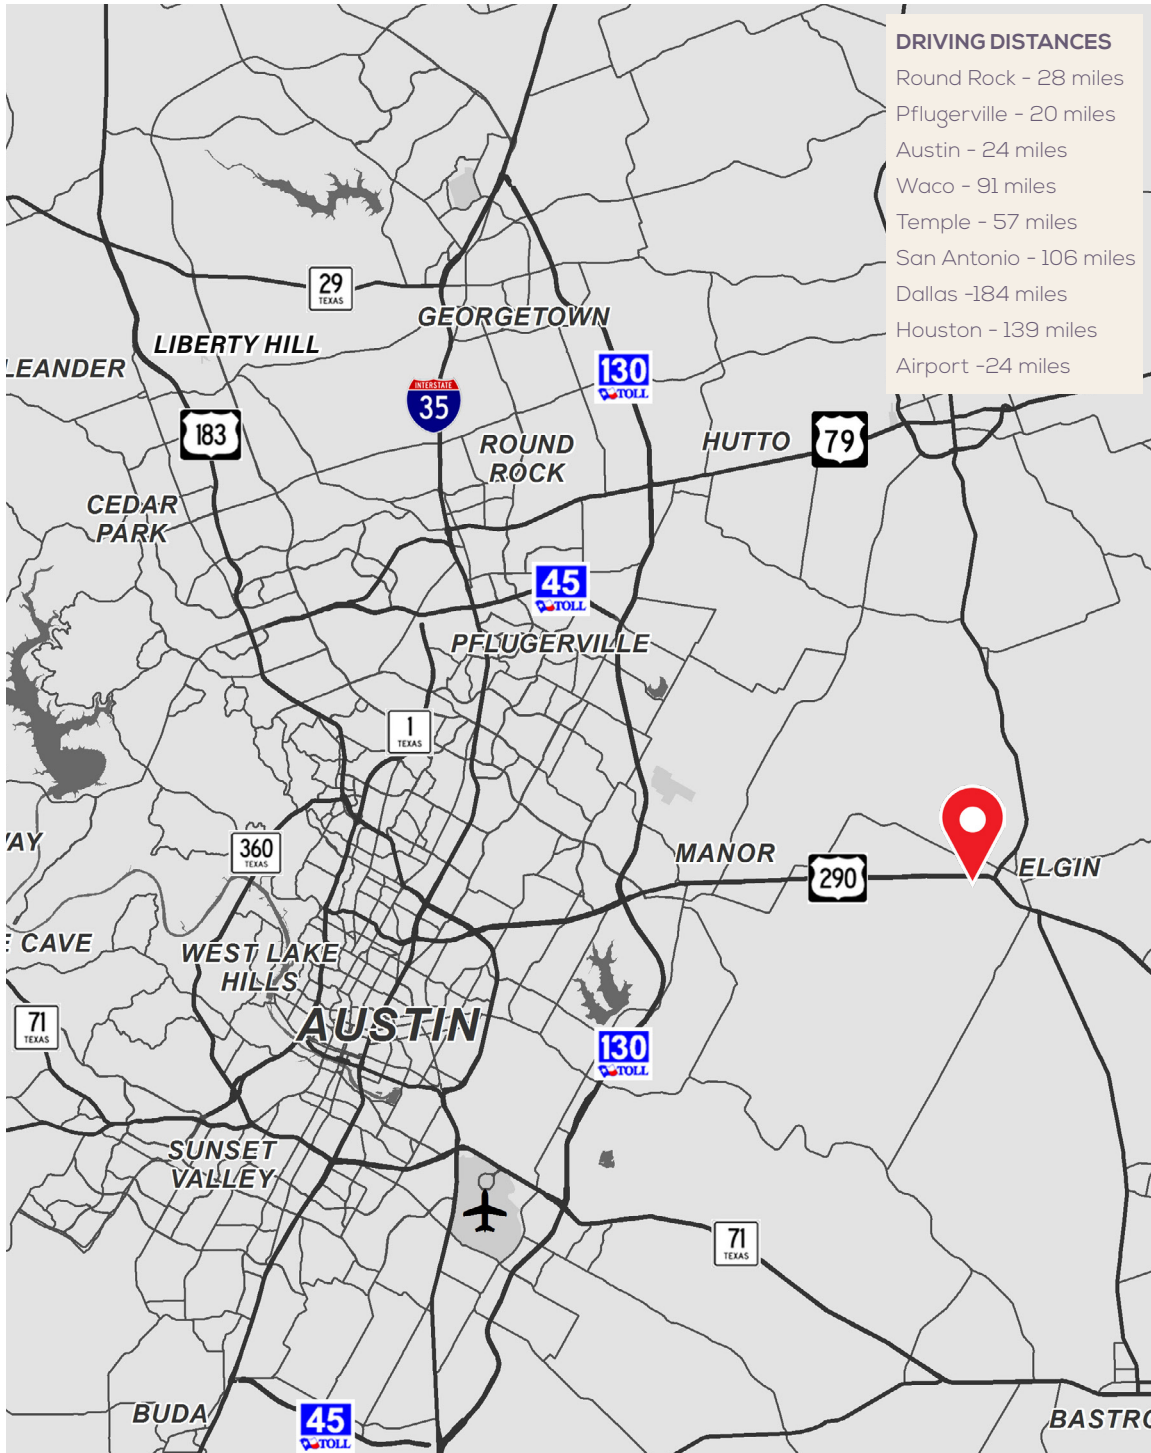 DRIVING DISTANCES
Round Rock - 28 miles
Pflugerville - 20 miles
Austin - 24 miles
Waco - 91 miles
Temple - 57 miles
San Antonio - 106 miles
Dallas -184 miles
Houston - 139 miles
Airport -24 miles
29
TEXAS
GEORGETOWN
LIBERTY HILL
LEANDER
130
TOLL
INTERSTATE
35
183
ROUND
ROCK
HUTTO
79
CEDAR
PARK
45
TOLL
PFLUGERVILLE
1
TEXAS
WAY
360
TEXAS
MANOR
290
ELGIN
E CAVE
WEST LAKE
HILLS
AUSTIN
71
TEXAS
130
TOLL
SUNSET
VALLEY
71
TEXAS
BUDA
45
TOLL
BASTRO